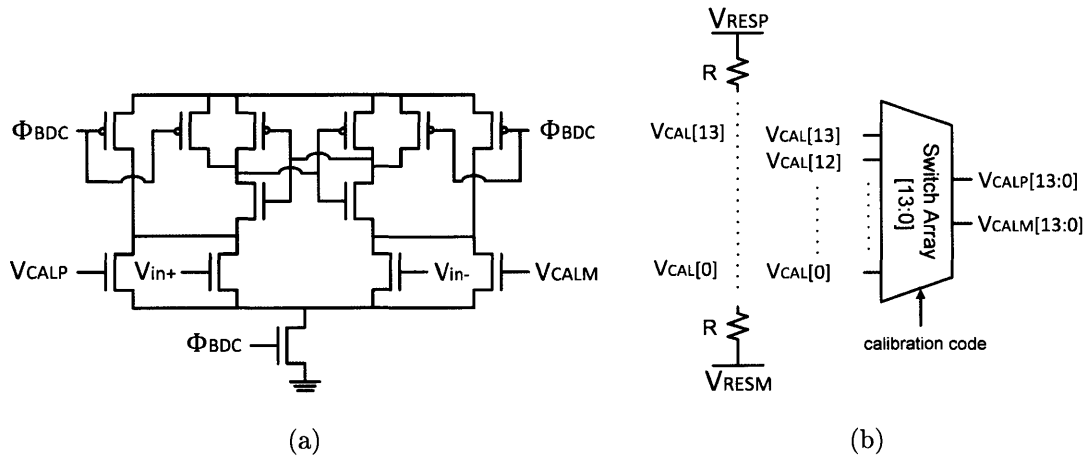 ΦBDC
ΦBDC
VCALP
Vin+
Vin-
VCALM
ΦBDC
(a)
VRESP
R
VCAL[13]
VCAL[0]
R
VRESM
VCAL[13]
VCAL[12]
VCAL[0]
Switch Array
[13:0]
VCALP[13:0]
VCALM[13:0]
calibration code
(b)